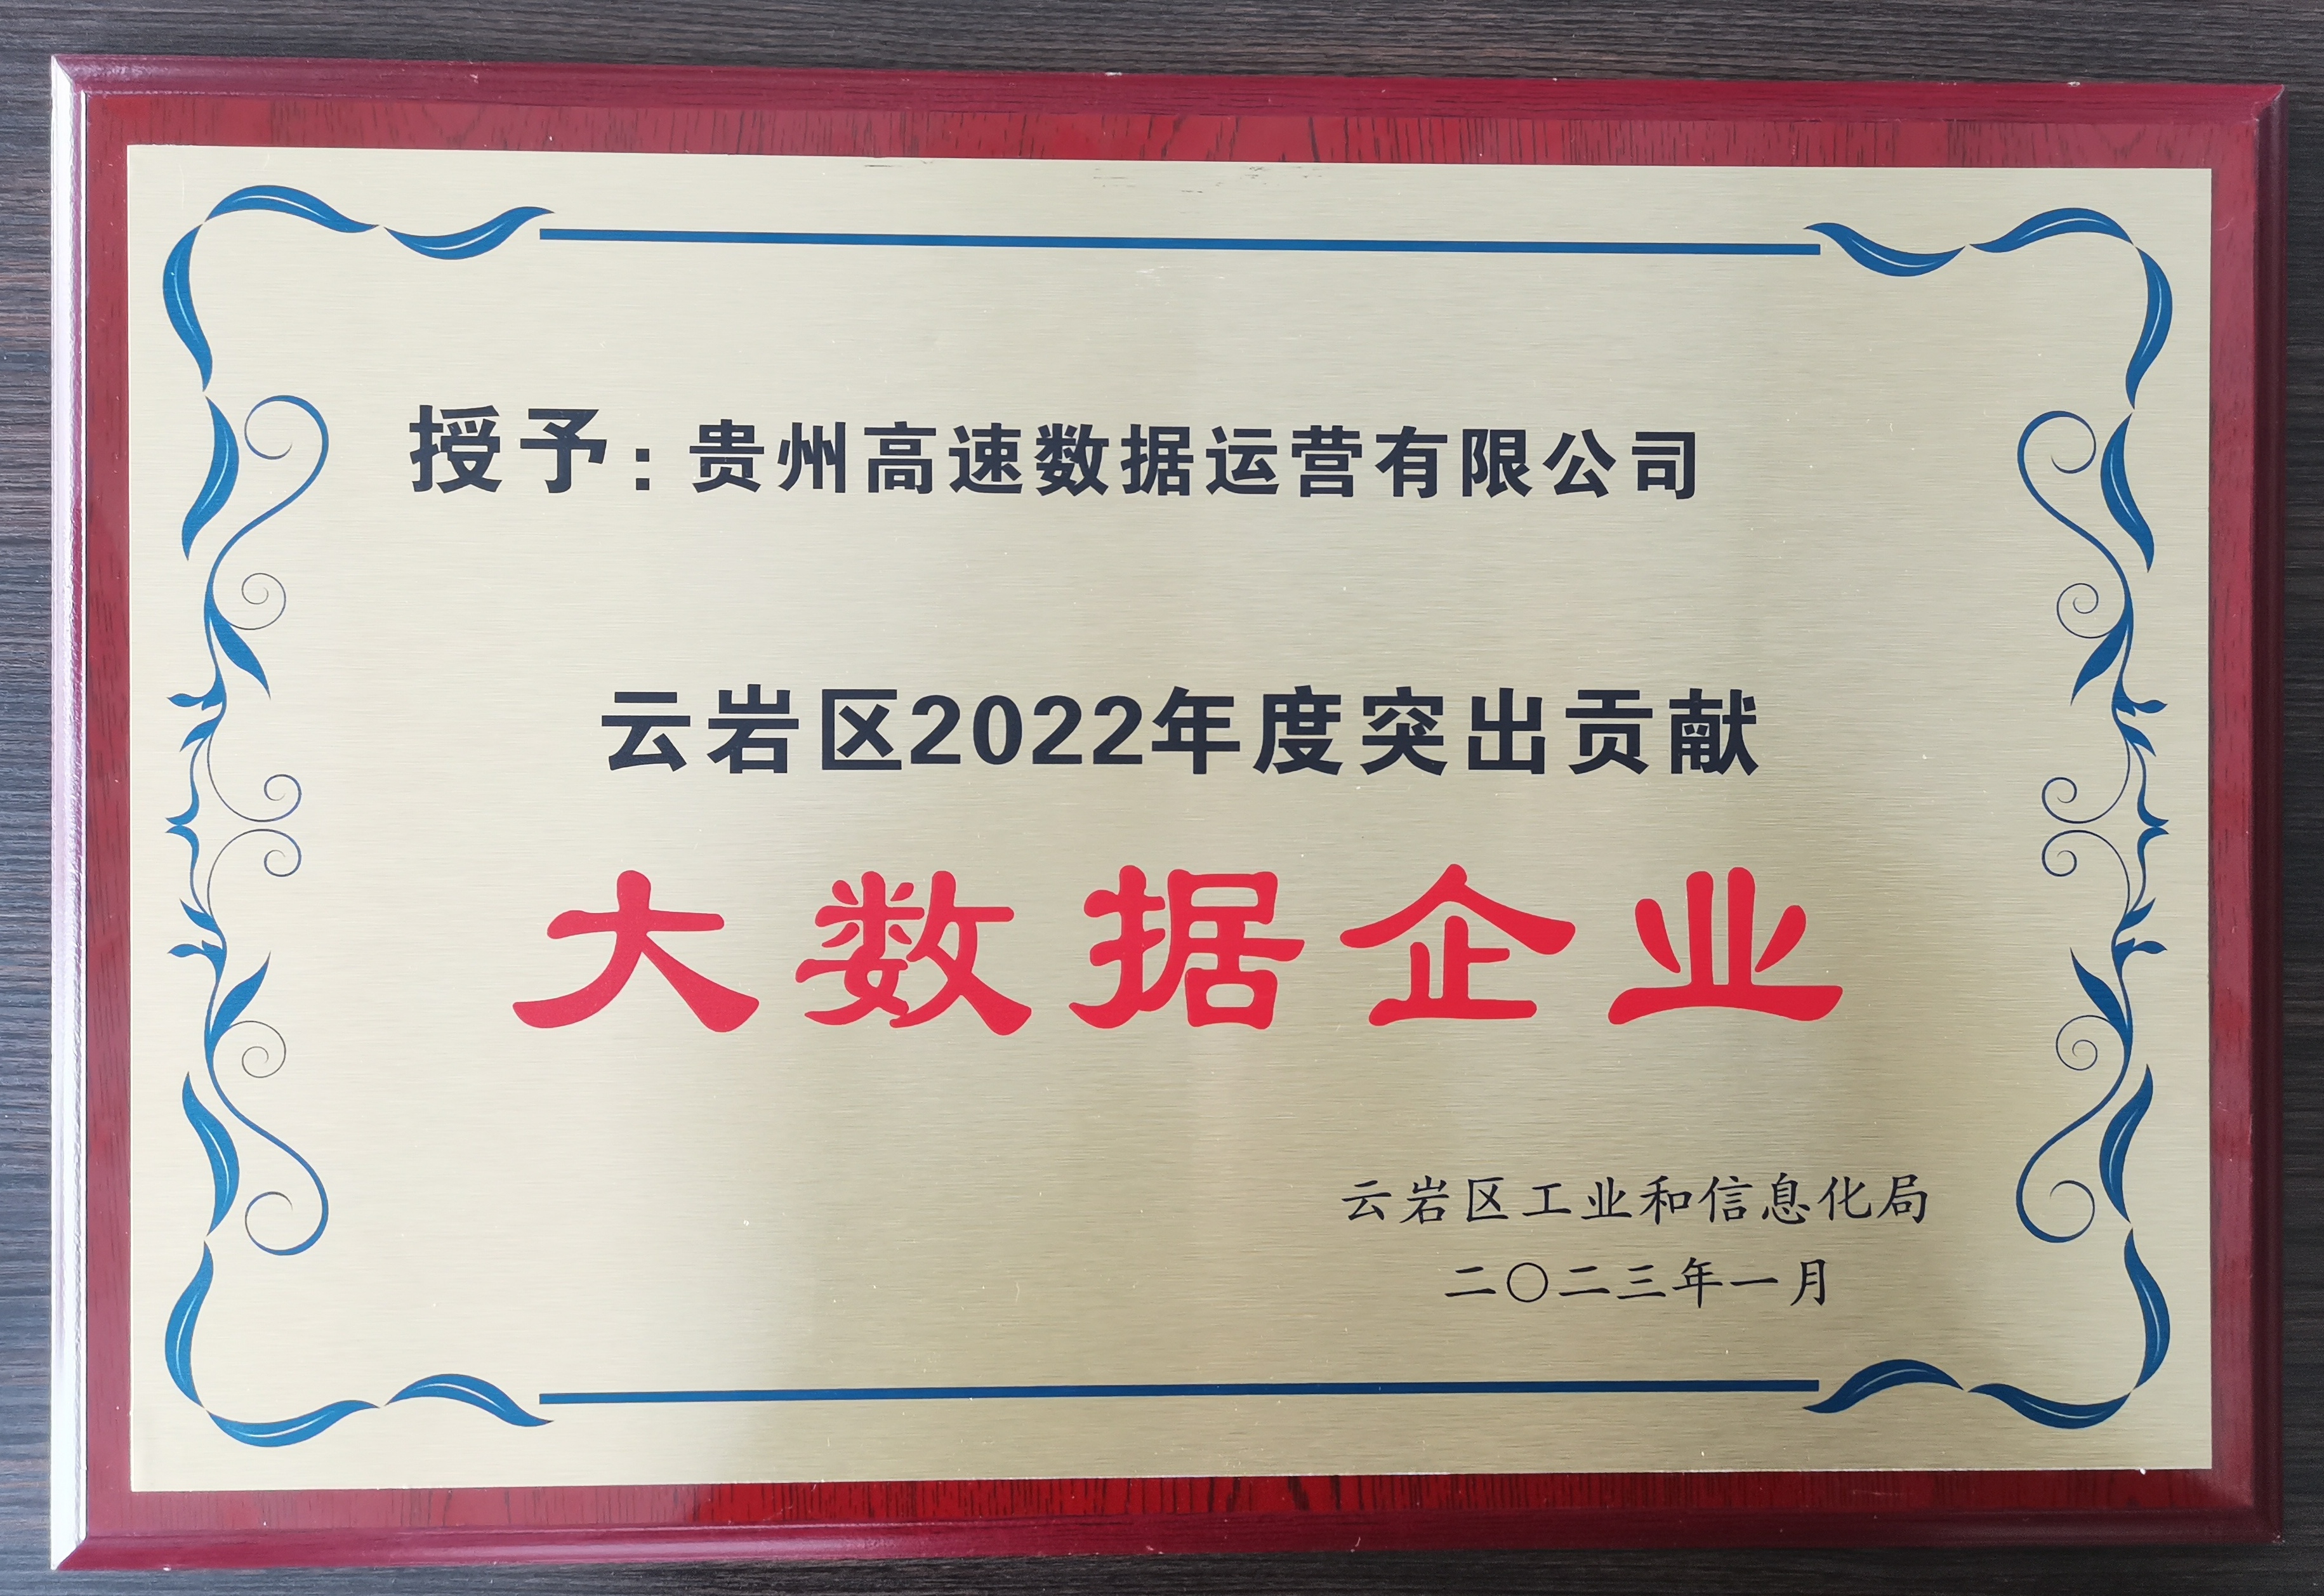 授予：贵州高速数据运营有限公司
云岩区2022年度突出贡献
大数据企业
云岩区工业和信息化局
二〇二三年一月